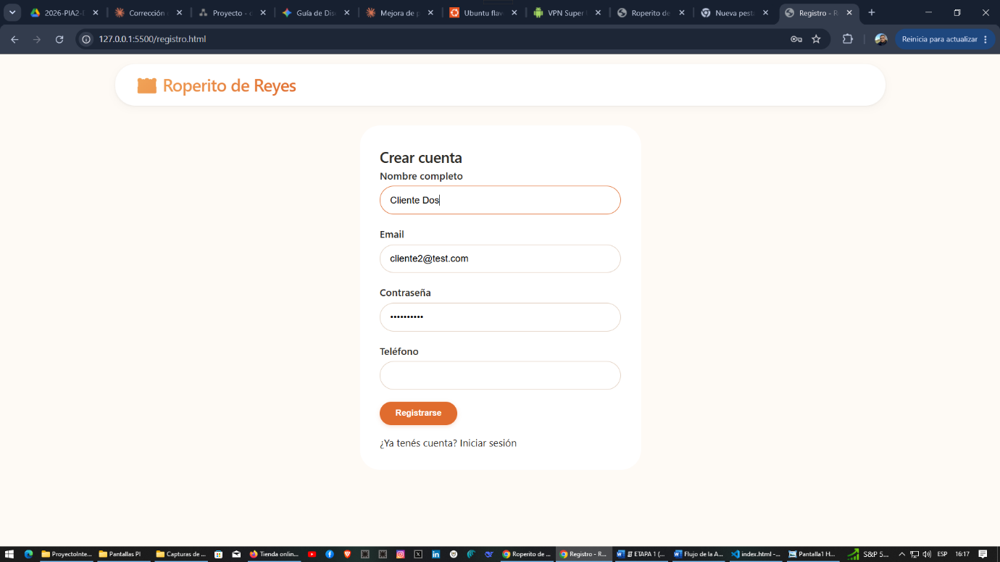 2026-PIA2-
Corrección
Proyecto - c
Guía de Dis
Mejora de p
Ubuntu flav
VPN Super
Roperito de
Nueva pest
Registro - R
127.0.0.1:5500/registro.html
Reinicia para actualizar
Roperito de Reyes
Crear cuenta
Nombre completo
Cliente Dos
Email
cliente2@test.com
Contraseña
••••••••••
Teléfono
Registrarse
¿Ya tenés cuenta? Iniciar sesión
ProyectoInte...
Pantallas PI
Capturas de ...
Tienda onlin...
Roperito de ...
Registro - R...
ETAPA 1 (...
Flujo de la A...
index.html -...
Pantalla1 H...
S&P 5...
ESP
16:17